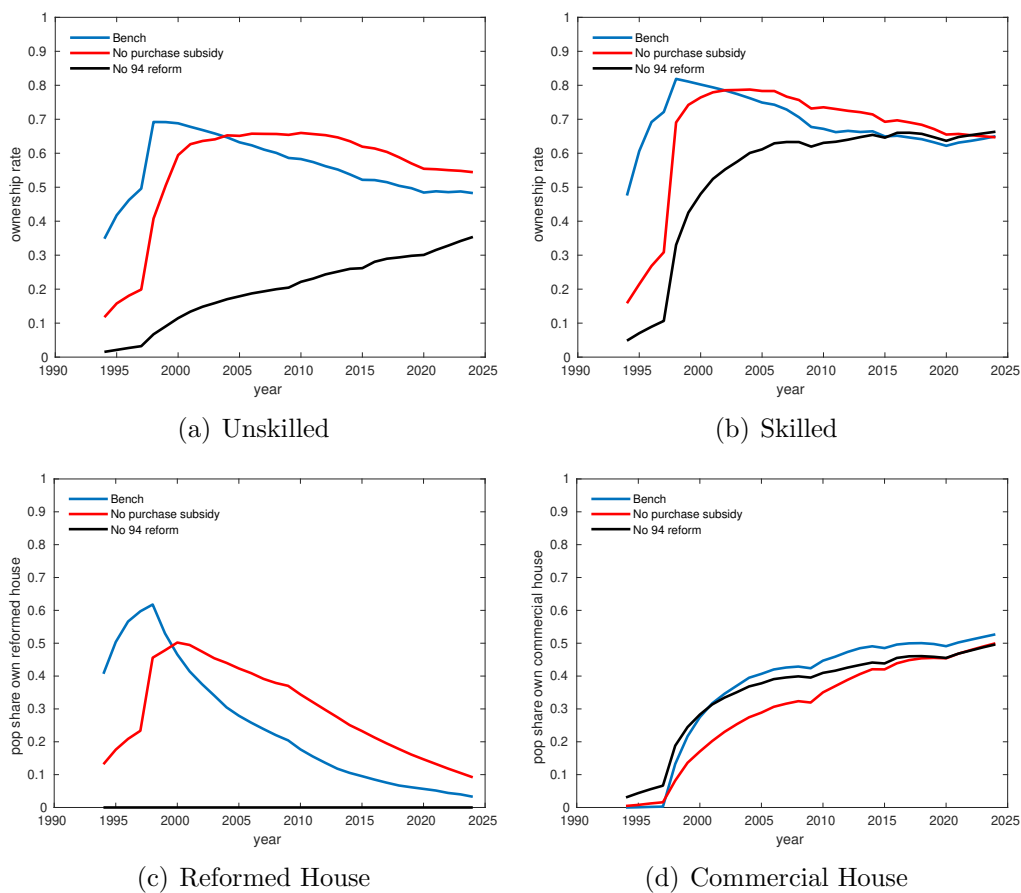 1
0.9
0.8
0.7
0.6
0.5
0.4
0.3
0.2
0.1
0
ownership rate
Bench
No purchase subsidy
No 94 reform
1990 1995 2000 2005 2010 2015 2020 2025
year
(a) Unskilled
1
0.9
0.8
0.7
0.6
0.5
0.4
0.3
0.2
0.1
0
ownership rate
Bench
No purchase subsidy
No 94 reform
1990 1995 2000 2005 2010 2015 2020 2025
year
(b) Skilled
1
0.9
0.8
0.7
0.6
0.5
0.4
0.3
0.2
0.1
0
pop share own reformed house
Bench
No purchase subsidy
No 94 reform
1990 1995 2000 2005 2010 2015 2020 2025
year
(c) Reformed House
1
0.9
0.8
0.7
0.6
0.5
0.4
0.3
0.2
0.1
0
pop share own commercial house
Bench
No purchase subsidy
No 94 reform
1990 1995 2000 2005 2010 2015 2020 2025
year
(d) Commercial House